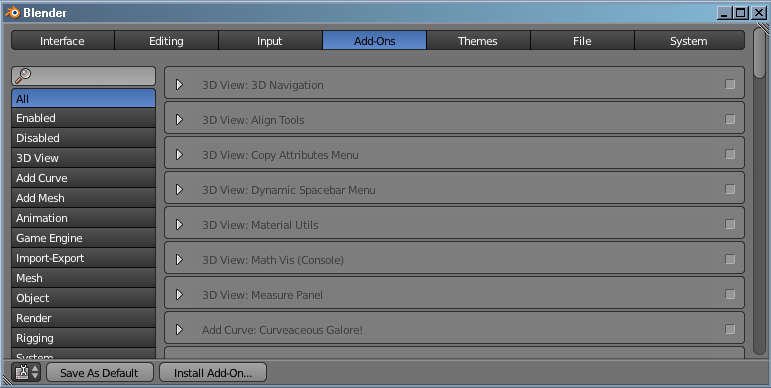 Blender
Interface Editing Input Add-Ons Themes File System
All
Enabled
Disabled
3D View
Add Curve
Add Mesh
Animation
Game Engine
Import-Export
Mesh
Object
Render
Rigging
System
3D View: 3D Navigation
3D View: Align Tools
3D View: Copy Attributes Menu
3D View: Dynamic Spacebar Menu
3D View: Material Utils
3D View: Math Vis (Console)
3D View: Measure Panel
Add Curve: Curveaceous Galore!
Save As Default Install Add-On...